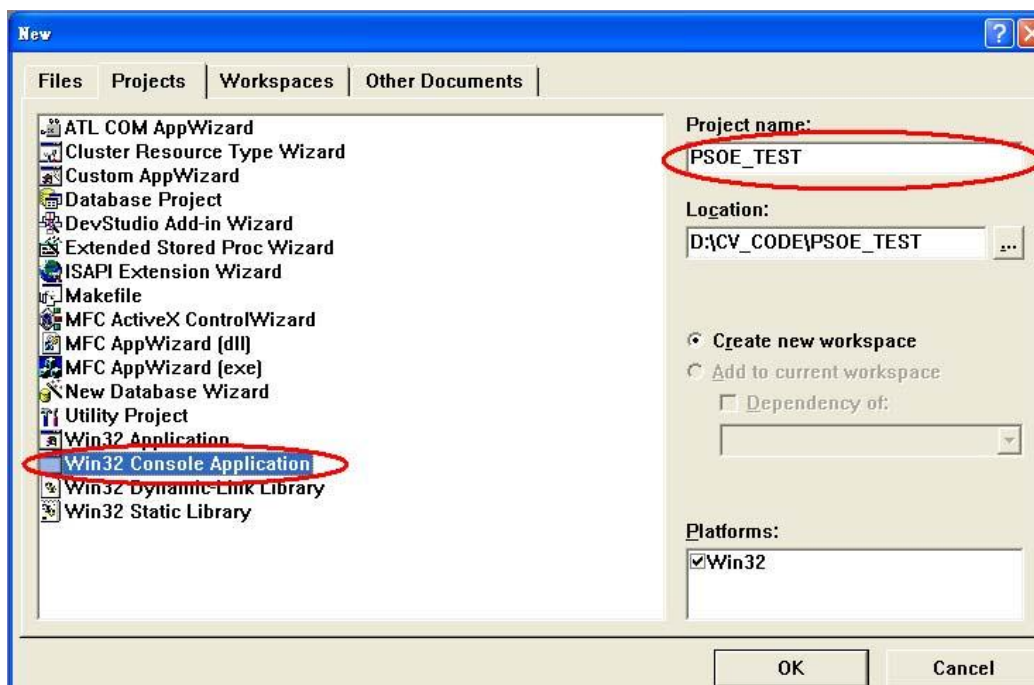 New
Files
Projects
Workspaces
Other Documents
ATL COM AppWizard
Cluster Resource Type Wizard
Custom AppWizard
Database Project
DevStudio Add-in Wizard
Extended Stored Proc Wizard
ISAPI Extension Wizard
Makefile
MFC ActiveX ControlWizard
MFC AppWizard (dll)
MFC AppWizard (exe)
New Database Wizard
Utility Project
Win32 Application
Win32 Console Application
Win32 Dynamic-Link Library
Win32 Static Library
Project name:
PSOE_TEST
Location:
D:\CV_CODE\PSOE_TEST
...
Create new workspace
Add to current workspace
Dependency of:
Platforms:
Win32
OK
Cancel